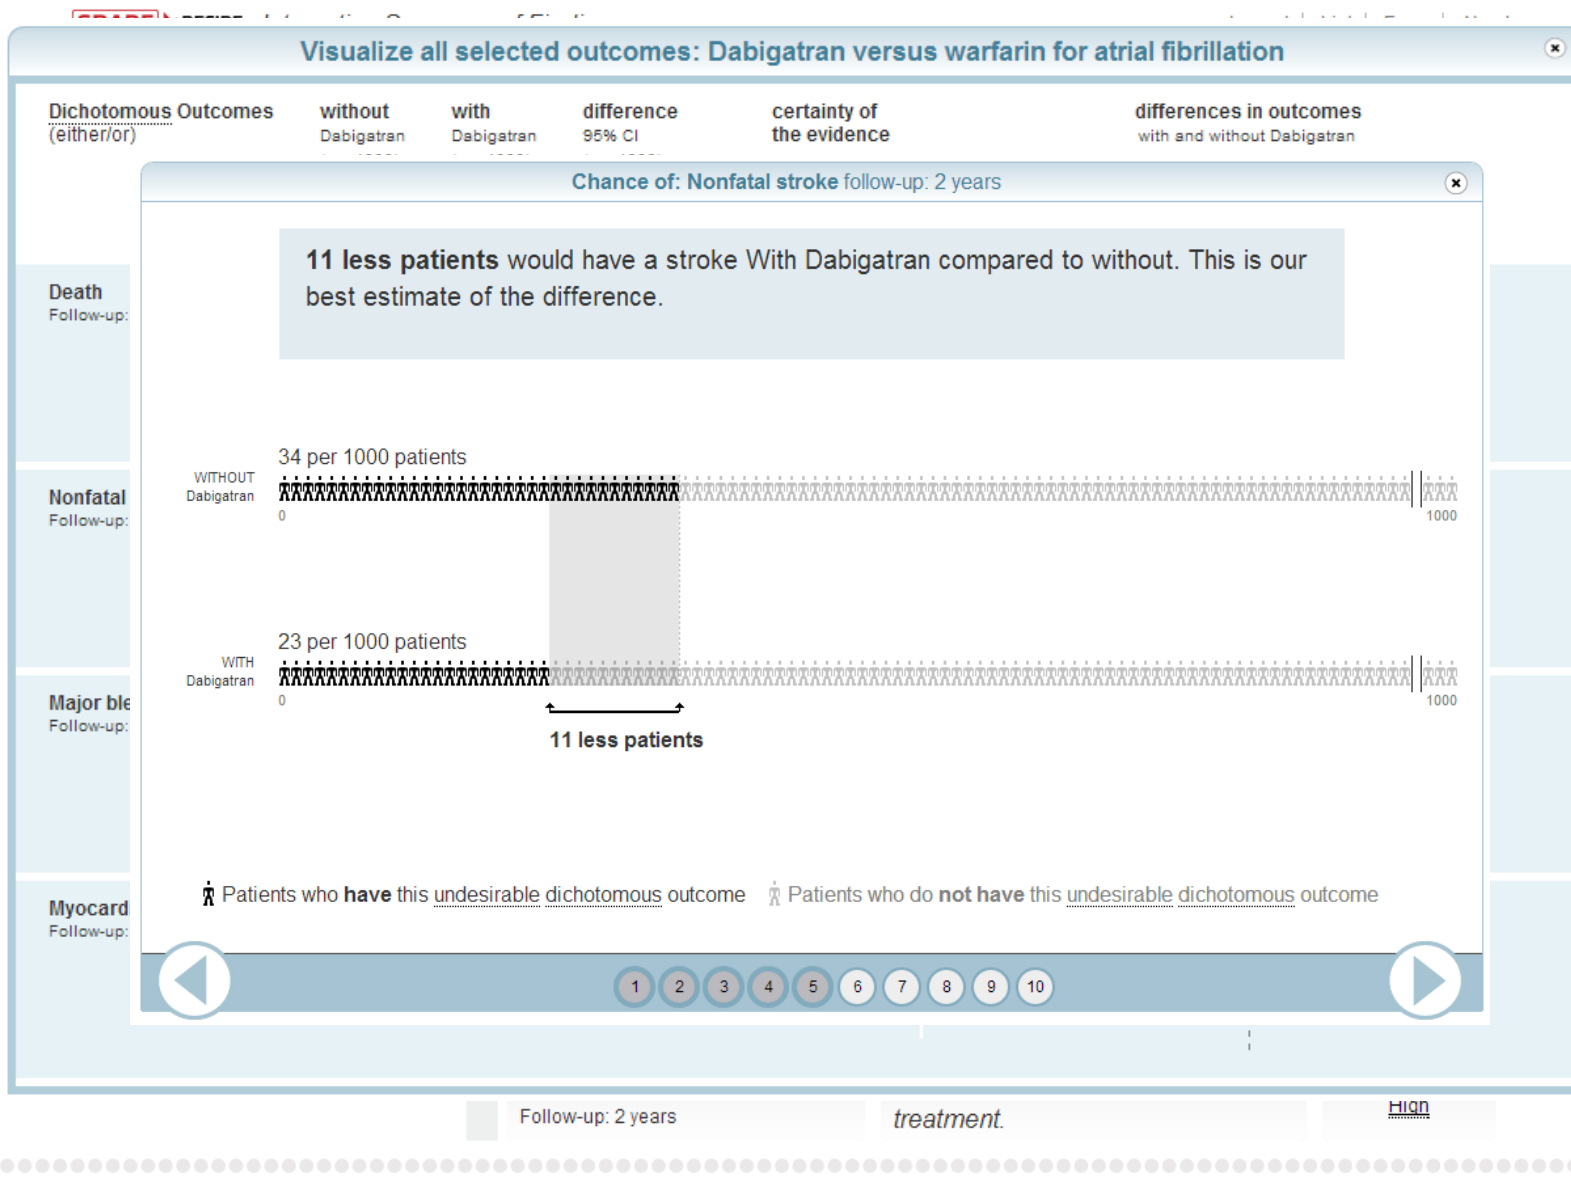 Visualize all selected outcomes: Dabigatran versus warfarin for atrial fibrillation
Dichotomous Outcomes
(either/or)
without
Dabigatran
with
Dabigatran
difference
95% CI
certainty of
the evidence
differences in outcomes
with and without Dabigatran
Chance of: Nonfatal stroke follow-up: 2 years
11 less patients would have a stroke With Dabigatran compared to without. This is our
best estimate of the difference.
Death
Follow-up:
Nonfatal
Follow-up:
Major ble
Follow-up:
Myocard
Follow-up:
34 per 1000 patients
WITHOUT
Dabigatran
0
1000
23 per 1000 patients
WITH
Dabigatran
0
1000
11 less patients
Patients who have this undesirable dichotomous outcome
Patients who do not have this undesirable dichotomous outcome
1 2 3 4 5 6 7 8 9 10
Follow-up: 2 years
treatment.
High